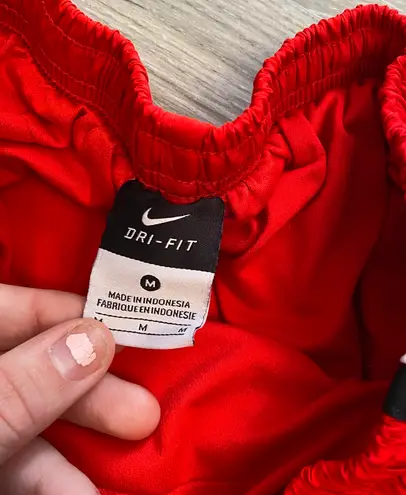 DRI-FIT
M
MADE IN INDONESIA
FABRIQUE EN INDONESIE
M
M